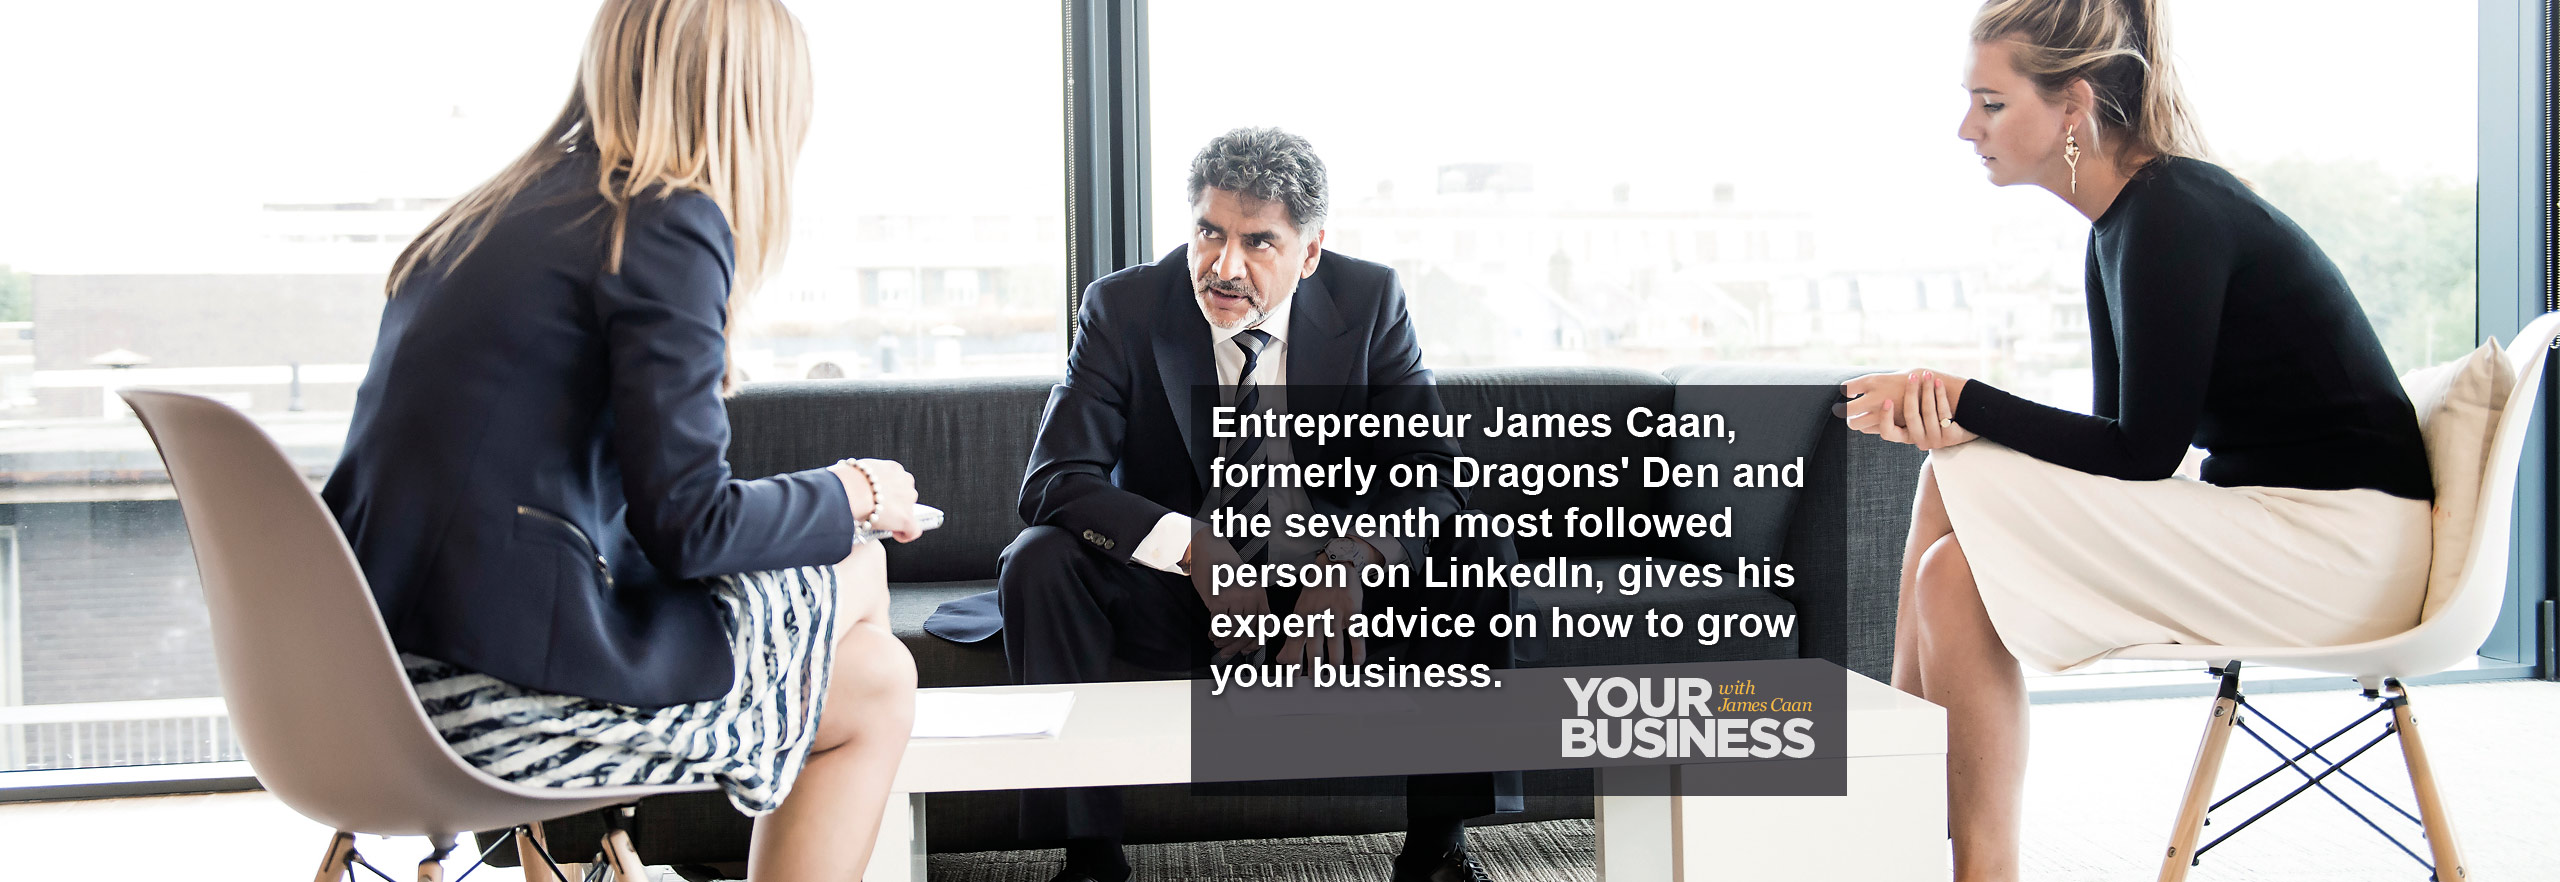 Entrepreneur James Caan,
formerly on Dragons' Den and
the seventh most followed
person on LinkedIn, gives his
expert advice on how to grow
your business.
YOUR with
James Caan
BUSINESS